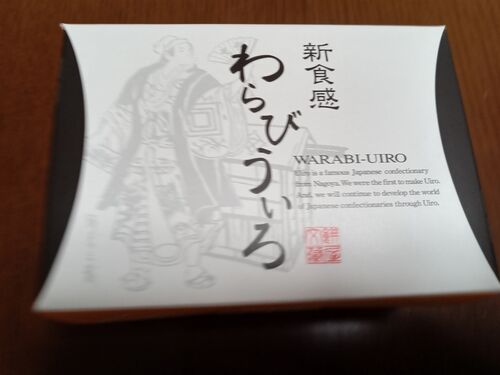 新食感
わらびうぃろ
WARABI-UIRO
Uiro is a famous Japanese confectionary
from Nagoya. We were the first to make Uiro.
And, we will continue to develop the world
of Japanese confectionaries through Uiro.